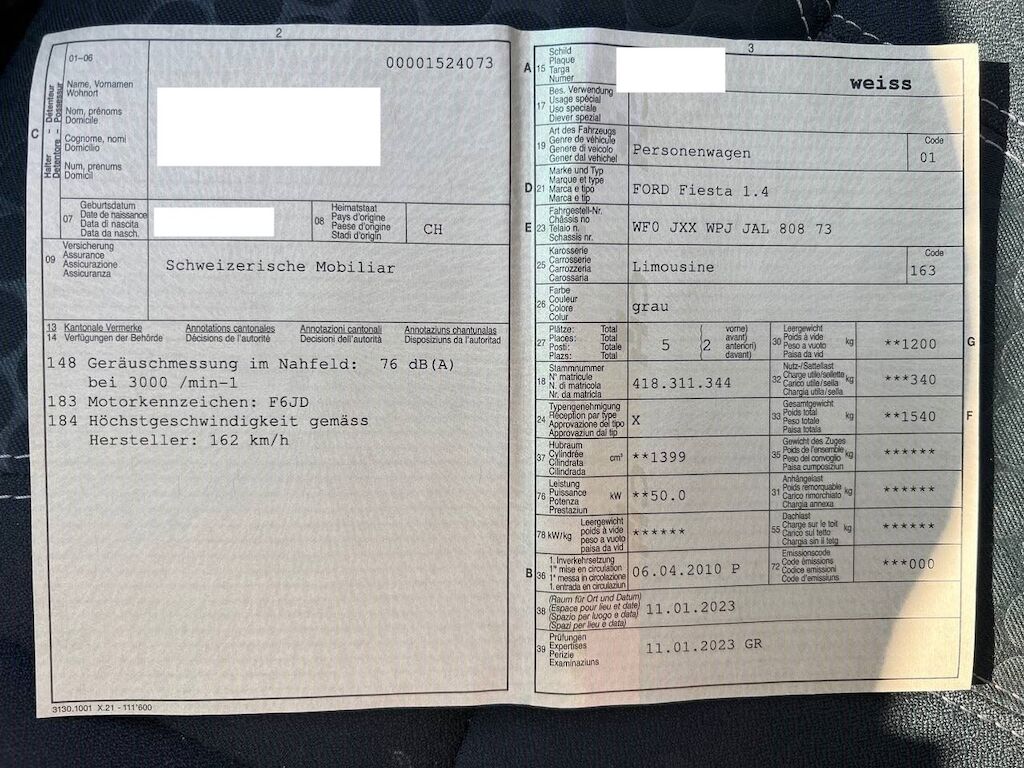 2
01-06
00001524073
Halter – Détenteur
Detentore – Possessur
C
Name, Vornamen
Wohnort
Nom, prénoms
Domicile
Cognome, nomi
Domicilio
Num, prenums
Domicil
07
Geburtsdatum
Date de naissance
Data di nascita
Data da nasch.
08
Heimatstaat
Pays d'origine
Paese d'origine
Stadi d'origin
CH
09
Versicherung
Assurance
Assicurazione
Assicuranza
Schweizerische Mobiliar
13 Kantonale Vermerke Annotations cantonales Annotazioni cantonali Annotaziuns chantunalas
14 Verfügungen der Behörde Décisions de l'autorité Decisioni dell'autorità Disposiziuns da l'autoritad
148 Geräuschmessung im Nahfeld: 76 dB(A)
bei 3000 /min-1
183 Motorkennzeichen: F6JD
184 Höchstgeschwindigkeit gemäss
Hersteller: 162 km/h
3130.1001 X.21 - 111'600
3
A 15
Schild
Plaque
Targa
Numer
weiss
17
Bes. Verwendung
Usage spécial
Uso speciale
Diever spezial
19
Art des Fahrzeugs
Genre de véhicule
Genere di veicolo
Gener dal vehichel
Personenwagen
Code
01
D 21
Marke und Typ
Marque et type
Marca e tipo
Marca e tip
FORD Fiesta 1.4
E 23
Fahrgestell-Nr.
Châssis no
Telaio n.
Schassis nr.
WF0 JXX WPJ JAL 808 73
25
Karosserie
Carrosserie
Carrozzeria
Carossaria
Limousine
Code
163
26
Farbe
Couleur
Colore
Colur
grau
27
Plätze: Total
Places: Total
Posti: Totale
Plazs: Total
5 2
vorne)
avant)
anteriori)
davant)
30
Leergewicht
Poids à vide
Peso a vuoto
Paisa da vid
kg
**1200
G
18
Stammnummer
N° matricule
N. di matricola
Nr. da matricla
418.311.344
32
Nutz-/Sattellast
Charge utile/sellette
Carico utile/sella
Chargia utila/sella
kg
***340
24
Typengenehmigung
Réception par type
Approvazione del tipo
Approvaziun dal tip
X
33
Gesamtgewicht
Poids total
Peso totale
Paisa totala
kg
**1540
F
37
Hubraum
Cylindrée
Cilindrata
Cilindrada
cm³
**1399
35
Gewicht des Zuges
Poids de l'ensemble
Peso del convoglio
Paisa cumposiziun
kg
******
76
Leistung
Puissance
Potenza
Prestaziun
kW
**50.0
31
Anhängelast
Poids remorquable
Carico rimorchiato
Chargia annexa
kg
******
78 kW/kg
Leergewicht
poids à vide
peso a vuoto
paisa da vid
******
55
Dachlast
Charge sur le toit
Carico sul tetto
Chargia sin il tetg
kg
******
B 36
1. Inverkehrsetzung
1re mise en circulation
1a messa in circolazione
1. entrada en circulaziun
06.04.2010 P
72
Emissionscode
Code émissions
Codice emissioni
Code d'emissiuns
***000
38
(Raum für Ort und Datum)
(Espace pour lieu et date)
(Spazio per luogo e data)
(Spazi per lieu e data)
11.01.2023
39
Prüfungen
Expertises
Perizie
Examinaziuns
11.01.2023 GR